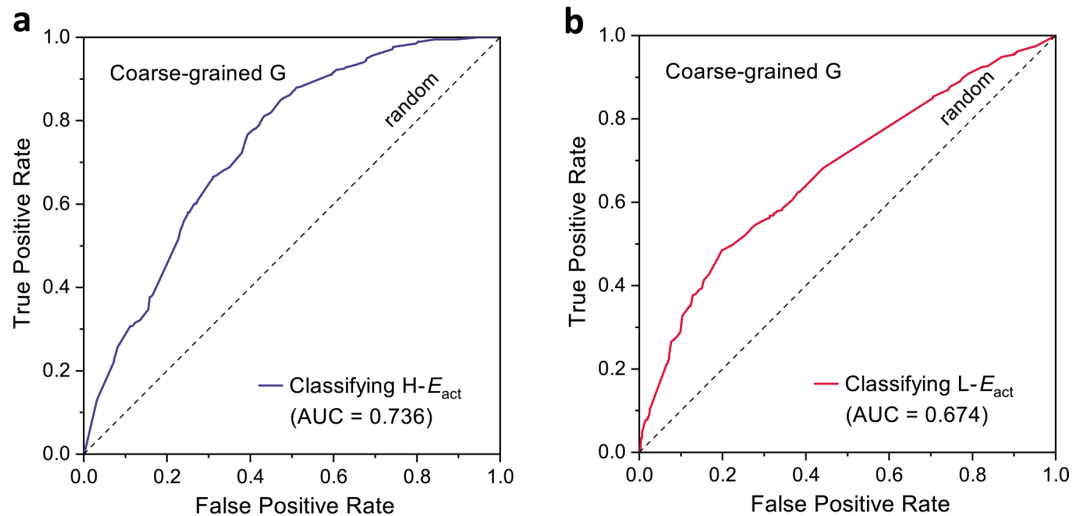 a
Coarse-grained G
random
Classifying H-Eact
(AUC = 0.736)
True Positive Rate
1.0
0.8
0.6
0.4
0.2
0.0
0.0 0.2 0.4 0.6 0.8 1.0
False Positive Rate
b
Coarse-grained G
random
Classifying L-Eact
(AUC = 0.674)
True Positive Rate
1.0
0.8
0.6
0.4
0.2
0.0
0.0 0.2 0.4 0.6 0.8 1.0
False Positive Rate